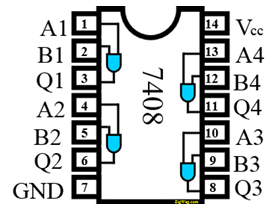 A1 1 14 Vcc
B1 2 13 A4
Q1 3 12 B4
A2 4 11 Q4
B2 5 10 A3
Q2 6 9 B3
GND 7 8 Q3
7408